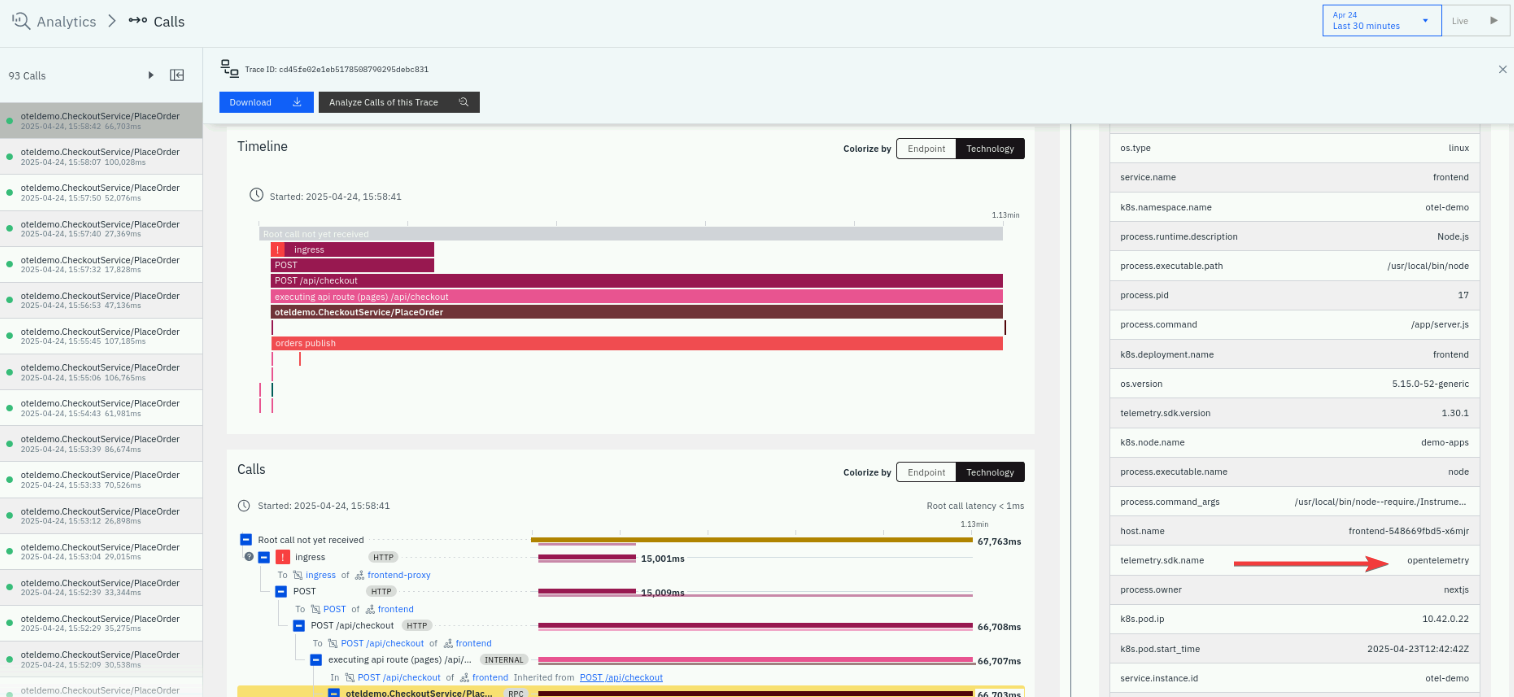 Analytics > Calls
Apr 24
Last 30 minutes
Live
93 Calls
oteldemo.CheckoutService/PlaceOrder
2025-04-24, 15:58:42 66,703ms
oteldemo.CheckoutService/PlaceOrder
2025-04-24, 15:58:07 100,028ms
oteldemo.CheckoutService/PlaceOrder
2025-04-24, 15:57:50 52,076ms
oteldemo.CheckoutService/PlaceOrder
2025-04-24, 15:57:40 27,369ms
oteldemo.CheckoutService/PlaceOrder
2025-04-24, 15:57:32 17,828ms
oteldemo.CheckoutService/PlaceOrder
2025-04-24, 15:56:53 47,136ms
oteldemo.CheckoutService/PlaceOrder
2025-04-24, 15:55:45 107,185ms
oteldemo.CheckoutService/PlaceOrder
2025-04-24, 15:55:06 106,765ms
oteldemo.CheckoutService/PlaceOrder
2025-04-24, 15:54:43 61,981ms
oteldemo.CheckoutService/PlaceOrder
2025-04-24, 15:53:39 86,674ms
oteldemo.CheckoutService/PlaceOrder
2025-04-24, 15:53:33 70,526ms
oteldemo.CheckoutService/PlaceOrder
2025-04-24, 15:53:12 26,898ms
oteldemo.CheckoutService/PlaceOrder
2025-04-24, 15:53:04 29,015ms
oteldemo.CheckoutService/PlaceOrder
2025-04-24, 15:52:39 33,344ms
oteldemo.CheckoutService/PlaceOrder
2025-04-24, 15:52:29 35,275ms
oteldemo.CheckoutService/PlaceOrder
2025-04-24, 15:52:09 30,538ms
oteldemo.CheckoutService/PlaceOrder
Trace ID: cd45fe02e1eb5178508790295debc831
Download
Analyze Calls of this Trace
Timeline
Colorize by Endpoint Technology
Started: 2025-04-24, 15:58:41
1.13min
Root call not yet received
! ingress
POST
POST /api/checkout
executing api route (pages) /api/checkout
oteldemo.CheckoutService/PlaceOrder
orders publish
Calls
Colorize by Endpoint Technology
Started: 2025-04-24, 15:58:41
Root call latency < 1ms
1.13min
Root call not yet received 67,763ms
! ingress HTTP 15,001ms
To ingress of frontend-proxy
POST HTTP 15,009ms
To POST of frontend
POST /api/checkout HTTP 66,708ms
To POST /api/checkout of frontend
executing api route (pages) /api/... INTERNAL 66,707ms
In POST /api/checkout of frontend Inherited from POST /api/checkout
oteldemo.CheckoutService/Plac... RPC 66,703ms
os.type linux
service.name frontend
k8s.namespace.name otel-demo
process.runtime.description Node.js
process.executable.path /usr/local/bin/node
process.pid 17
process.command /app/server.js
k8s.deployment.name frontend
os.version 5.15.0-52-generic
telemetry.sdk.version 1.30.1
k8s.node.name demo-apps
process.executable.name node
process.command_args /usr/local/bin/node--require./Instrume...
host.name frontend-548669fbd5-x6mjr
telemetry.sdk.name opentelemetry
process.owner nextjs
k8s.pod.ip 10.42.0.22
k8s.pod.start_time 2025-04-23T12:42:42Z
service.instance.id otel-demo